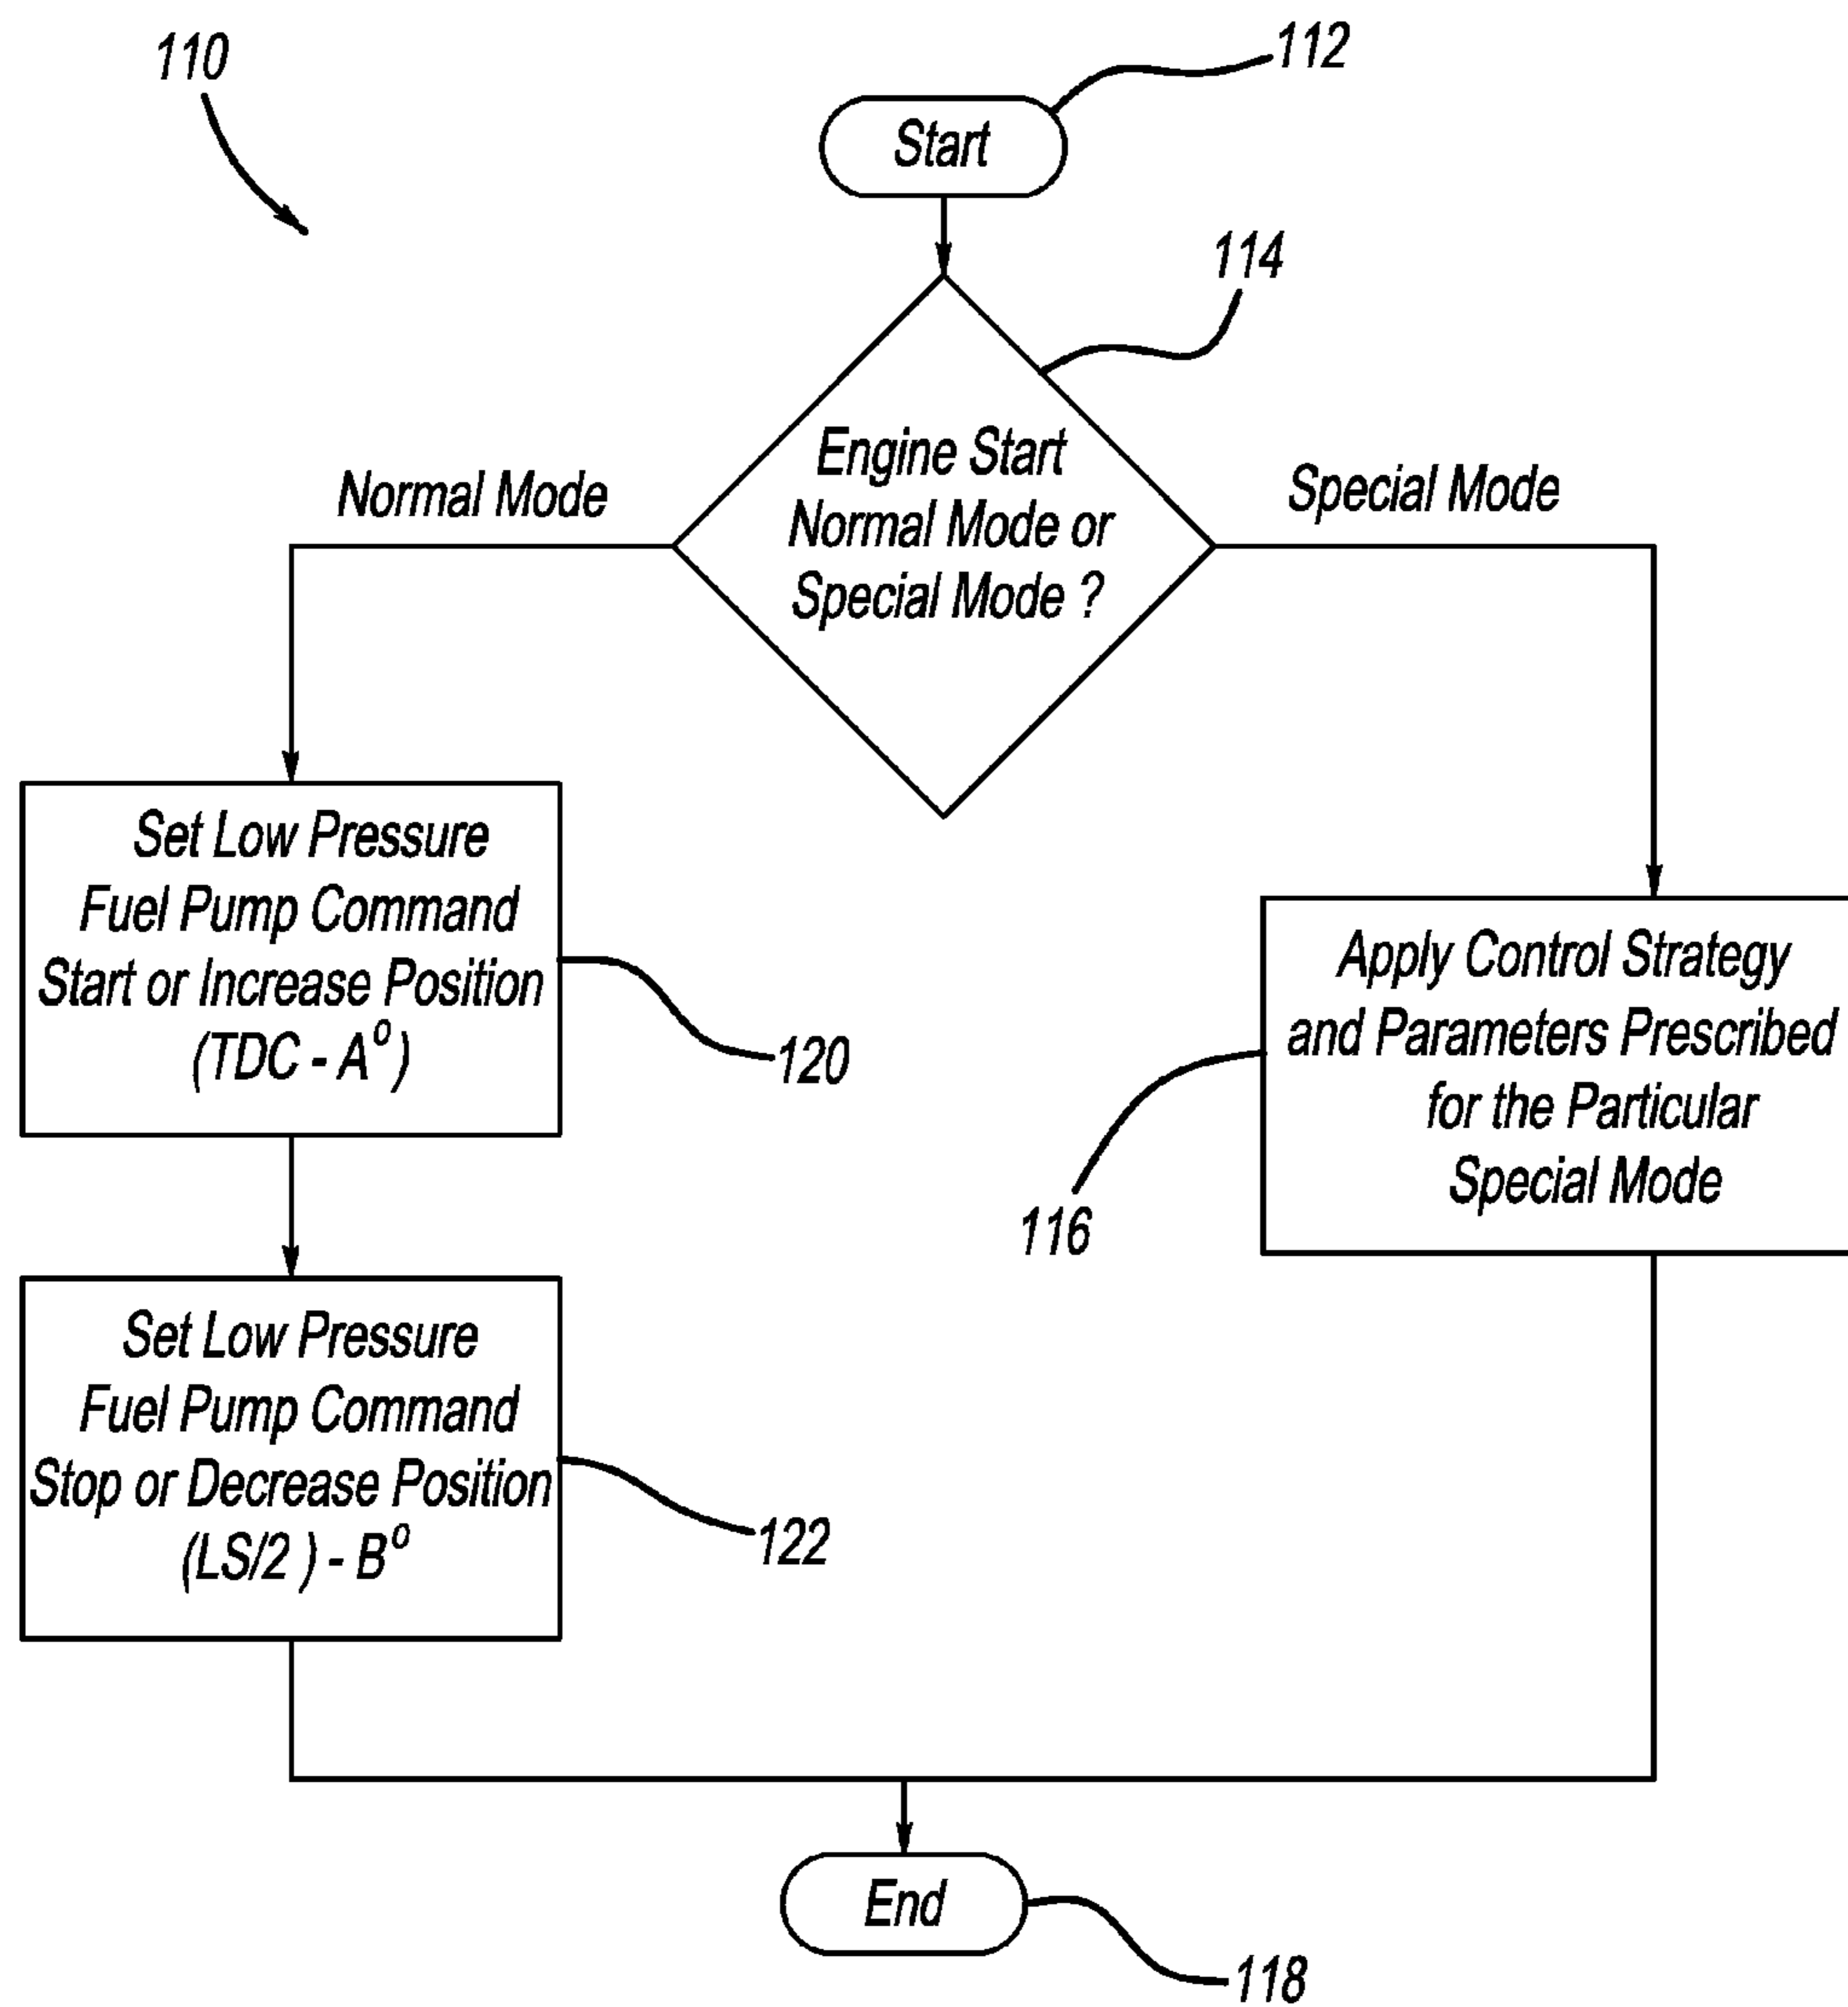 110
112
Start
114
Engine Start
Normal Mode or
Special Mode ?
Normal Mode
Special Mode
Set Low Pressure
Fuel Pump Command
Start or Increase Position
(TDC - A°)
120
Apply Control Strategy
and Parameters Prescribed
for the Particular
Special Mode
116
Set Low Pressure
Fuel Pump Command
Stop or Decrease Position
(LS/2 ) - B°
122
End
118